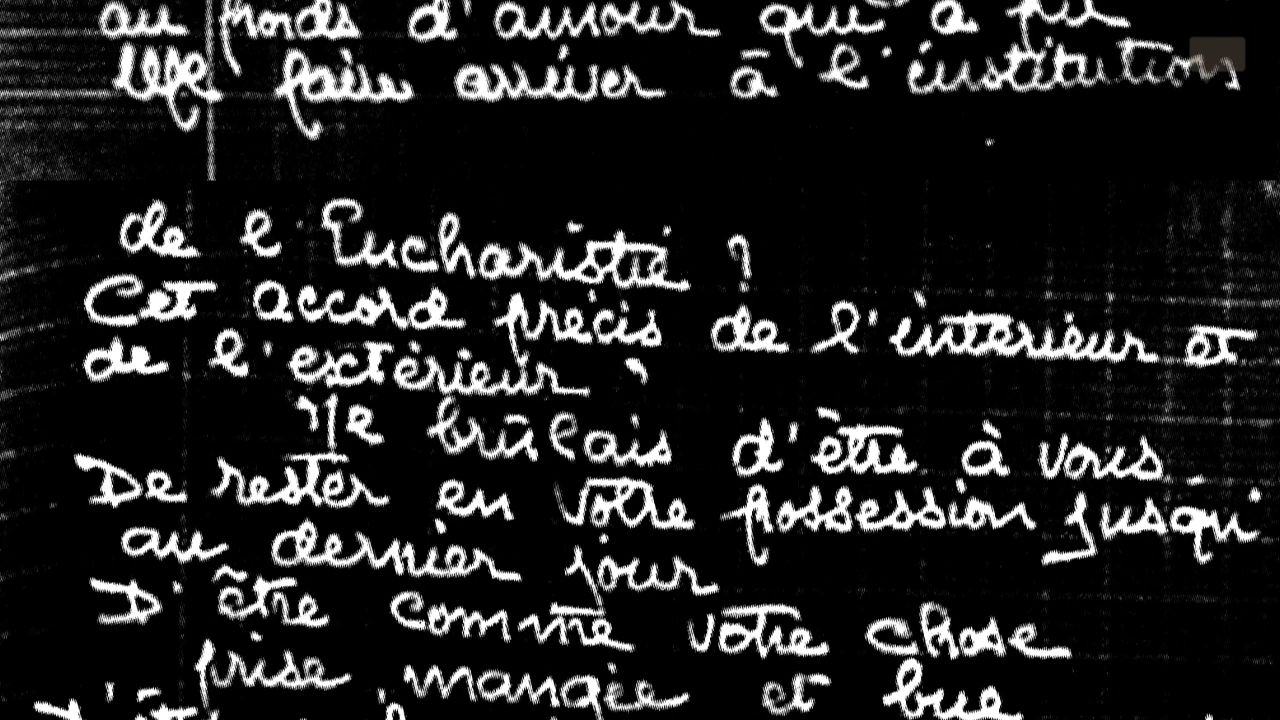 au poids d'amour qui a pu
faire arriver à l'institution
de l'Eucharistie ?
Cet accord précis de l'intérieur et
de l'extérieur
Je brûlais d'être à vous.
De rester en votre possession jusqu'
au dernier jour
D'être comme votre chose
prise mangée et bue